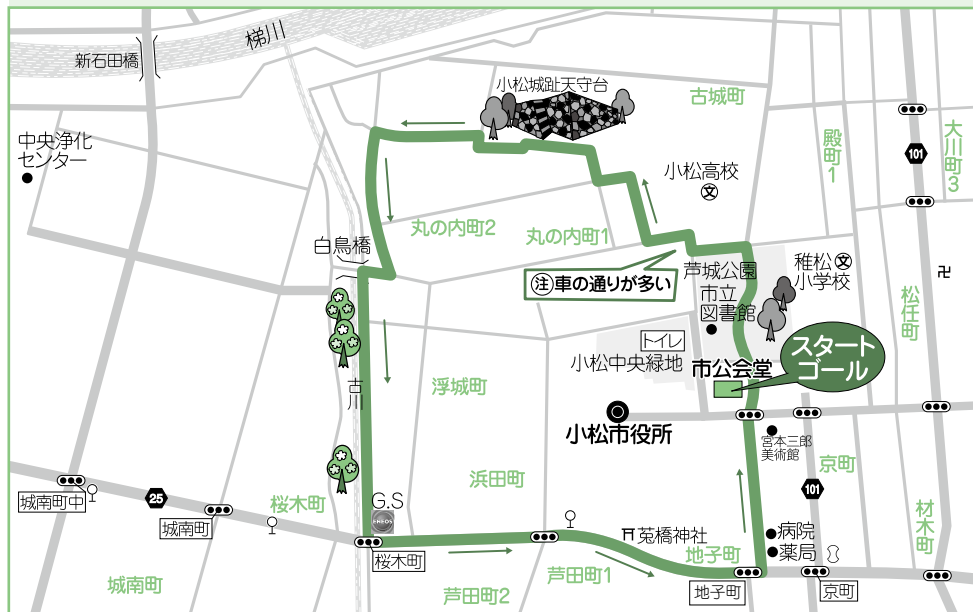 梯川
新石田橋
小松城趾天守台
古城町
大川町3
101
殿町1
中央浄化
センター
小松高校
文
丸の内町2
丸の内町1
白鳥橋
芦城公園
稚松
小学校
文
卍
注車の通りが多い
市立
図書館
松任町
トイレ
小松中央緑地
市公会堂
スタート
ゴール
古川
浮城町
小松市役所
宮本三郎
美術館
京町
浜田町
101
城南町中
25
城南町
桜木町
G.S
ENEOS
材木町
菟橋神社
地子町
病院
薬局
桜木町
芦田町1
城南町
芦田町2
地子町
京町